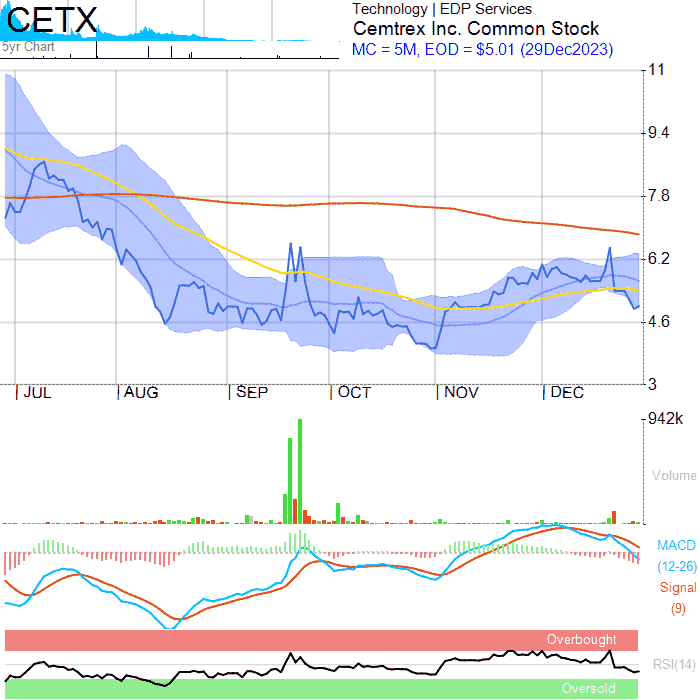 CETX
5yr Chart
Technology | EDP Services
Cemtrex Inc. Common Stock
MC = 5M, EOD = $5.01 (29Dec2023)
11
9.4
7.8
6.2
4.6
3
JUL AUG SEP OCT NOV DEC
942k
Volume
MACD
(12-26)
Signal
(9)
Overbought
RSI(14)
Oversold